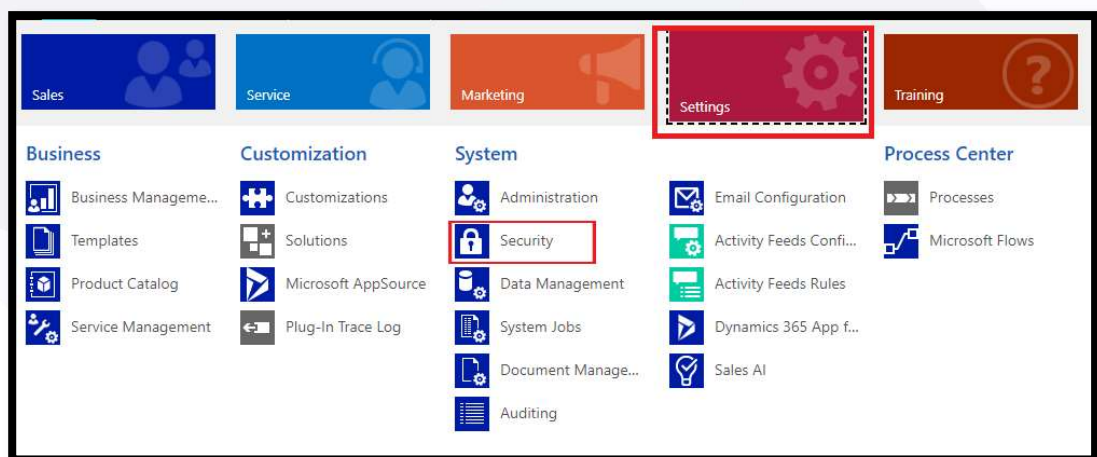 Sales
Service
Marketing
Settings
Training
Business
Customization
System
Process Center
Business Manageme...
Customizations
Administration
Email Configuration
Processes
Templates
Solutions
Security
Activity Feeds Confi...
Microsoft Flows
Product Catalog
Microsoft AppSource
Data Management
Activity Feeds Rules
Service Management
Plug-In Trace Log
System Jobs
Dynamics 365 App f...
Document Manage...
Sales AI
Auditing